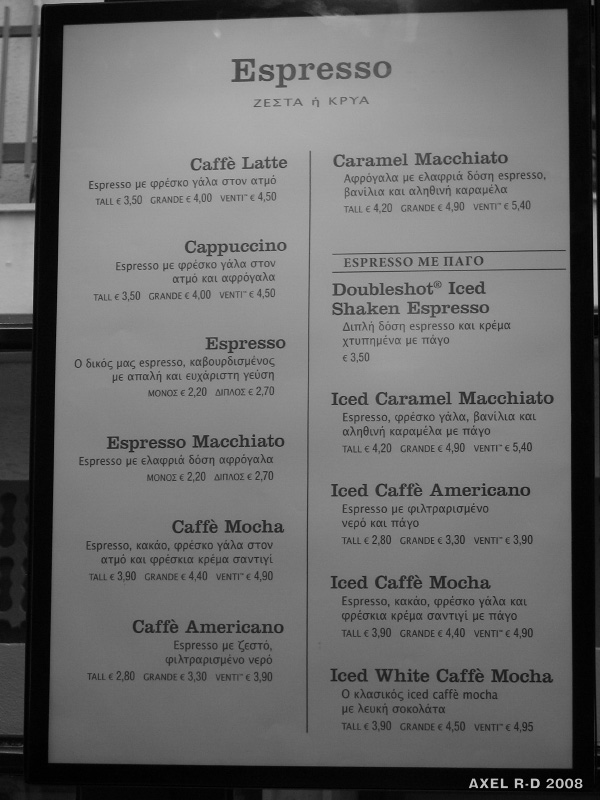 Espresso
ΖΕΣΤΑ ή ΚΡΥΑ
Caffè Latte
Espresso με φρέσκο γάλα στον ατμό
TALL € 3,50 GRANDE € 4,00 VENTI™ € 4,50
Cappuccino
Espresso με φρέσκο γάλα στον
ατμό και αφρόγαλα
TALL € 3,50 GRANDE € 4,00 VENTI™ € 4,50
Espresso
Ο δικός μας espresso, καβουρδισμένος
με απαλή και ευχάριστη γεύση
ΜΟΝΟΣ € 2,20 ΔΙΠΛΟΣ € 2,70
Espresso Macchiato
Espresso με ελαφριά δόση αφρόγαλα
ΜΟΝΟΣ € 2,20 ΔΙΠΛΟΣ € 2,70
Caffè Mocha
Espresso, κακάο, φρέσκο γάλα στον
ατμό και φρέσκια κρέμα σαντιγί
TALL € 3,90 GRANDE € 4,40 VENTI™ € 4,90
Caffè Americano
Espresso με ζεστό,
φιλτραρισμένο νερό
TALL € 2,80 GRANDE € 3,30 VENTI™ € 3,90
Caramel Macchiato
Αφρόγαλα με ελαφριά δόση espresso,
βανίλια και αληθινή καραμέλα
TALL € 4,20 GRANDE € 4,90 VENTI™ € 5,40
ESPRESSO ΜΕ ΠΑΓΟ
Doubleshot® Iced
Shaken Espresso
Διπλή δόση espresso και κρέμα
χτυπημένα με πάγο
€ 3,50
Iced Caramel Macchiato
Espresso, φρέσκο γάλα, βανίλια και
αληθινή καραμέλα με πάγο
TALL € 4,20 GRANDE € 4,90 VENTI™ € 5,40
Iced Caffè Americano
Espresso με φιλτραρισμένο
νερό και πάγο
TALL € 2,80 GRANDE € 3,30 VENTI™ € 3,90
Iced Caffè Mocha
Espresso, κακάο, φρέσκο γάλα και
φρέσκια κρέμα σαντιγί με πάγο
TALL € 3,90 GRANDE € 4,40 VENTI™ € 4,90
Iced White Caffè Mocha
Ο κλασικός iced caffè mocha
με λευκή σοκολάτα
TALL € 3,90 GRANDE € 4,50 VENTI™ € 4,95
AXEL R-D 2008